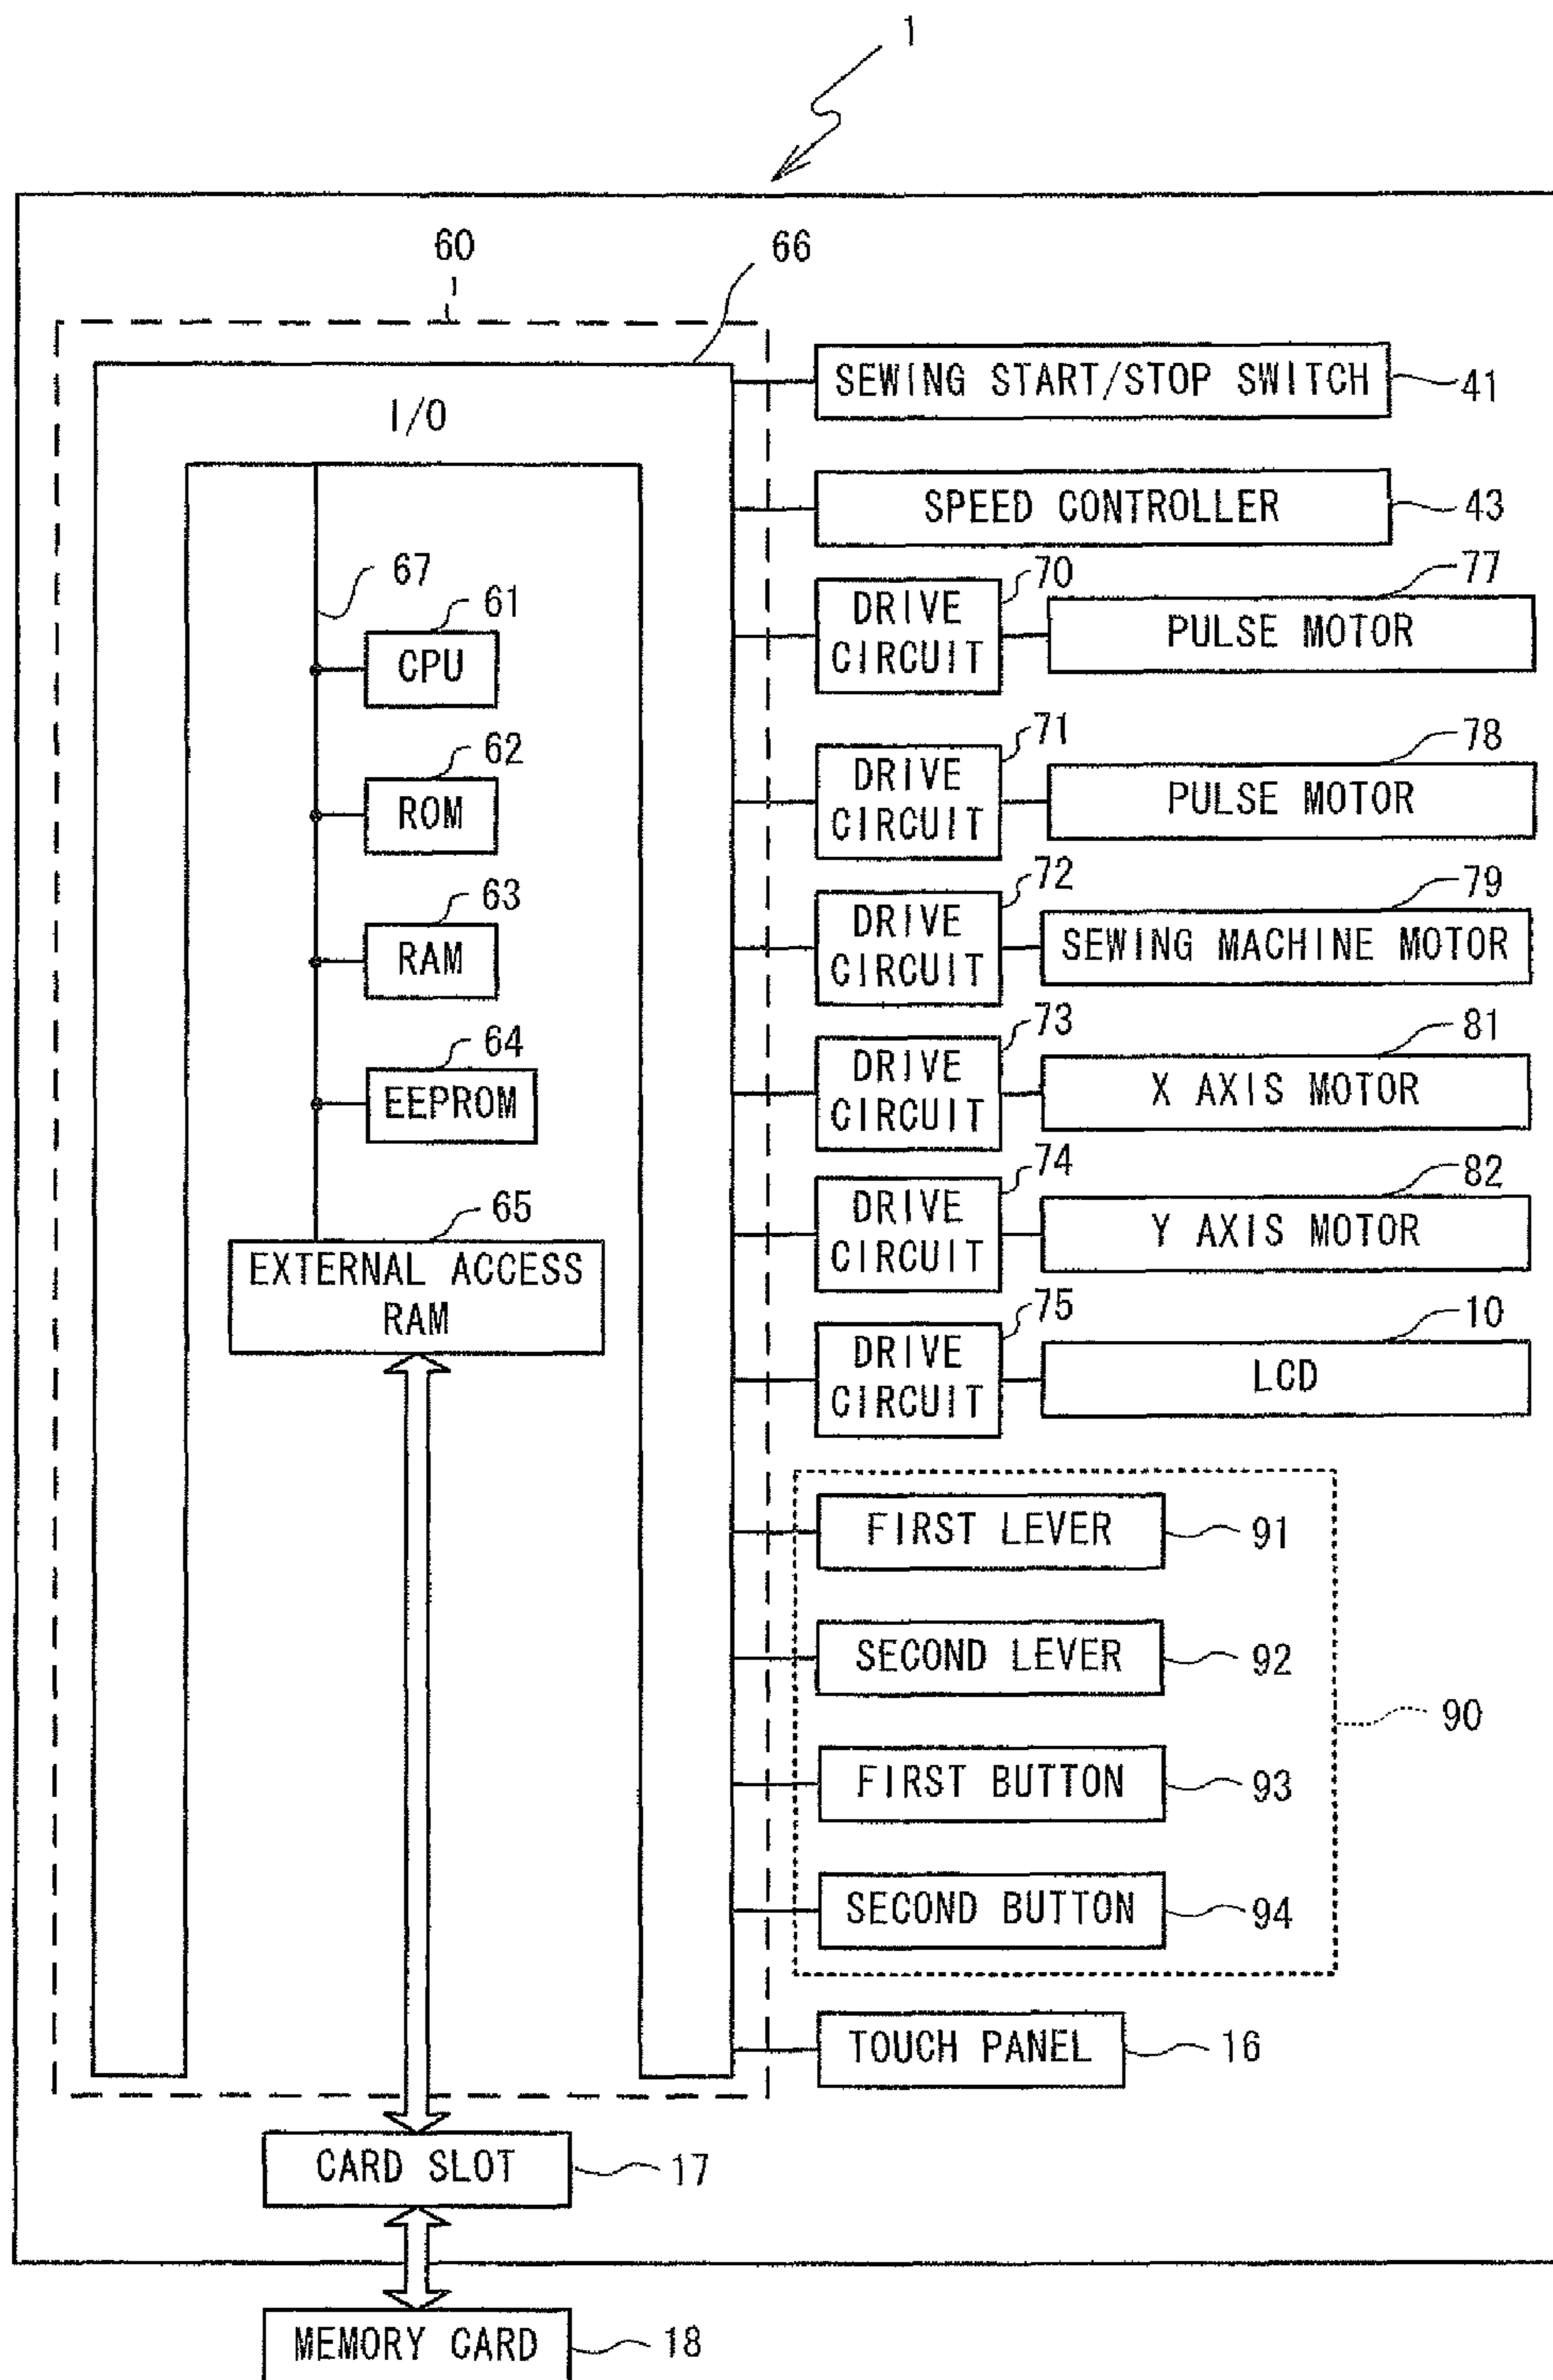 1
60
66
I/O
SEWING START/STOP SWITCH
41
SPEED CONTROLLER
43
67
61
CPU
62
ROM
63
RAM
64
EEPROM
65
EXTERNAL ACCESS
RAM
70
DRIVE
CIRCUIT
77
PULSE MOTOR
71
DRIVE
CIRCUIT
78
PULSE MOTOR
72
DRIVE
CIRCUIT
79
SEWING MACHINE MOTOR
73
DRIVE
CIRCUIT
81
X AXIS MOTOR
74
DRIVE
CIRCUIT
82
Y AXIS MOTOR
75
DRIVE
CIRCUIT
10
LCD
FIRST LEVER
91
SECOND LEVER
92
90
FIRST BUTTON
93
SECOND BUTTON
94
TOUCH PANEL
16
CARD SLOT
17
MEMORY CARD
18